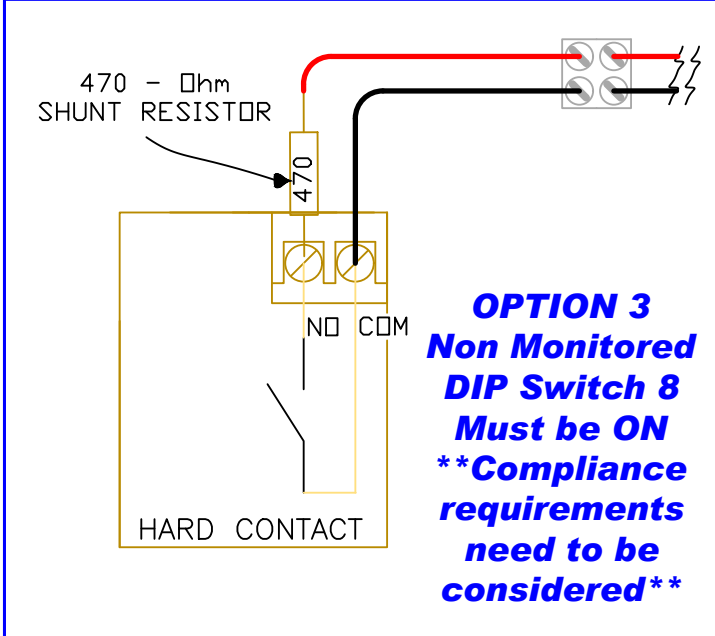 470 - Ohm
SHUNT RESISTOR
470
NO COM
OPTION 3
Non Monitored
DIP Switch 8
Must be ON
**Compliance
requirements
need to be
considered**
HARD CONTACT